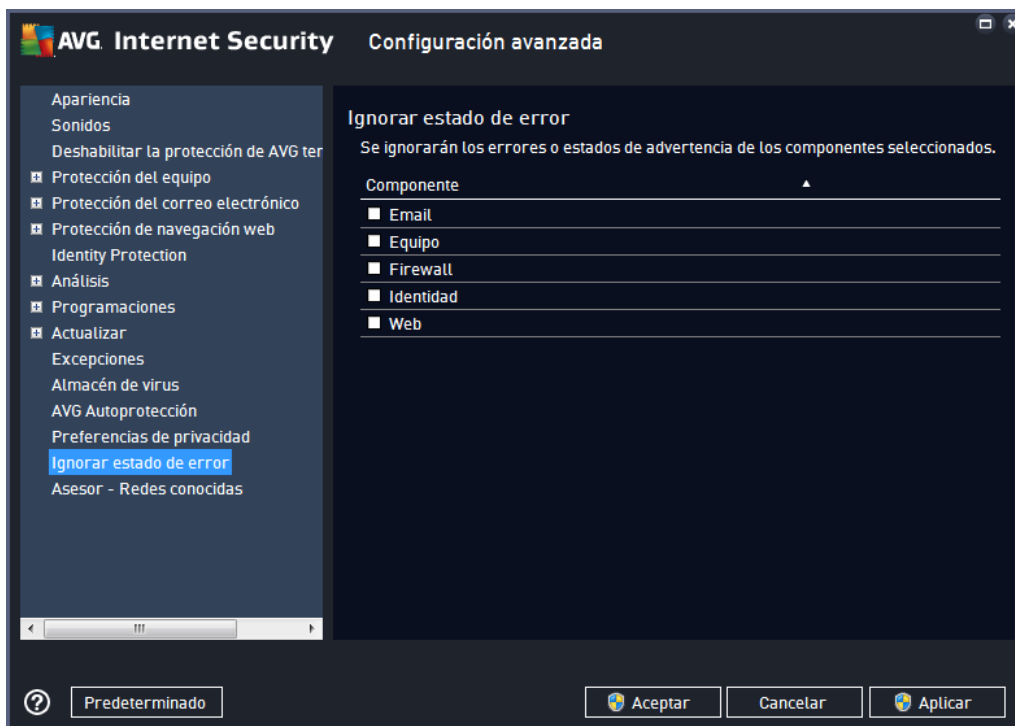 AVG. Internet Security Configuración avanzada
Apariencia
Sonidos
Deshabilitar la protección de AVG ter
Protección del equipo
Protección del correo electrónico
Protección de navegación web
Identity Protection
Análisis
Programaciones
Actualizar
Excepciones
Almacén de virus
AVG Autoprotección
Preferencias de privacidad
Ignorar estado de error
Asesor - Redes conocidas
Ignorar estado de error
Se ignorarán los errores o estados de advertencia de los componentes seleccionados.
Componente
Email
Equipo
Firewall
Identidad
Web
? Predeterminado Aceptar Cancelar Aplicar